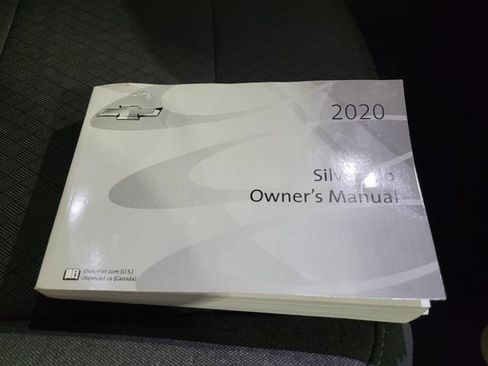 2020
Owner's Manual
chevrolet.com (U.S.)
chevrolet.ca (Canada)